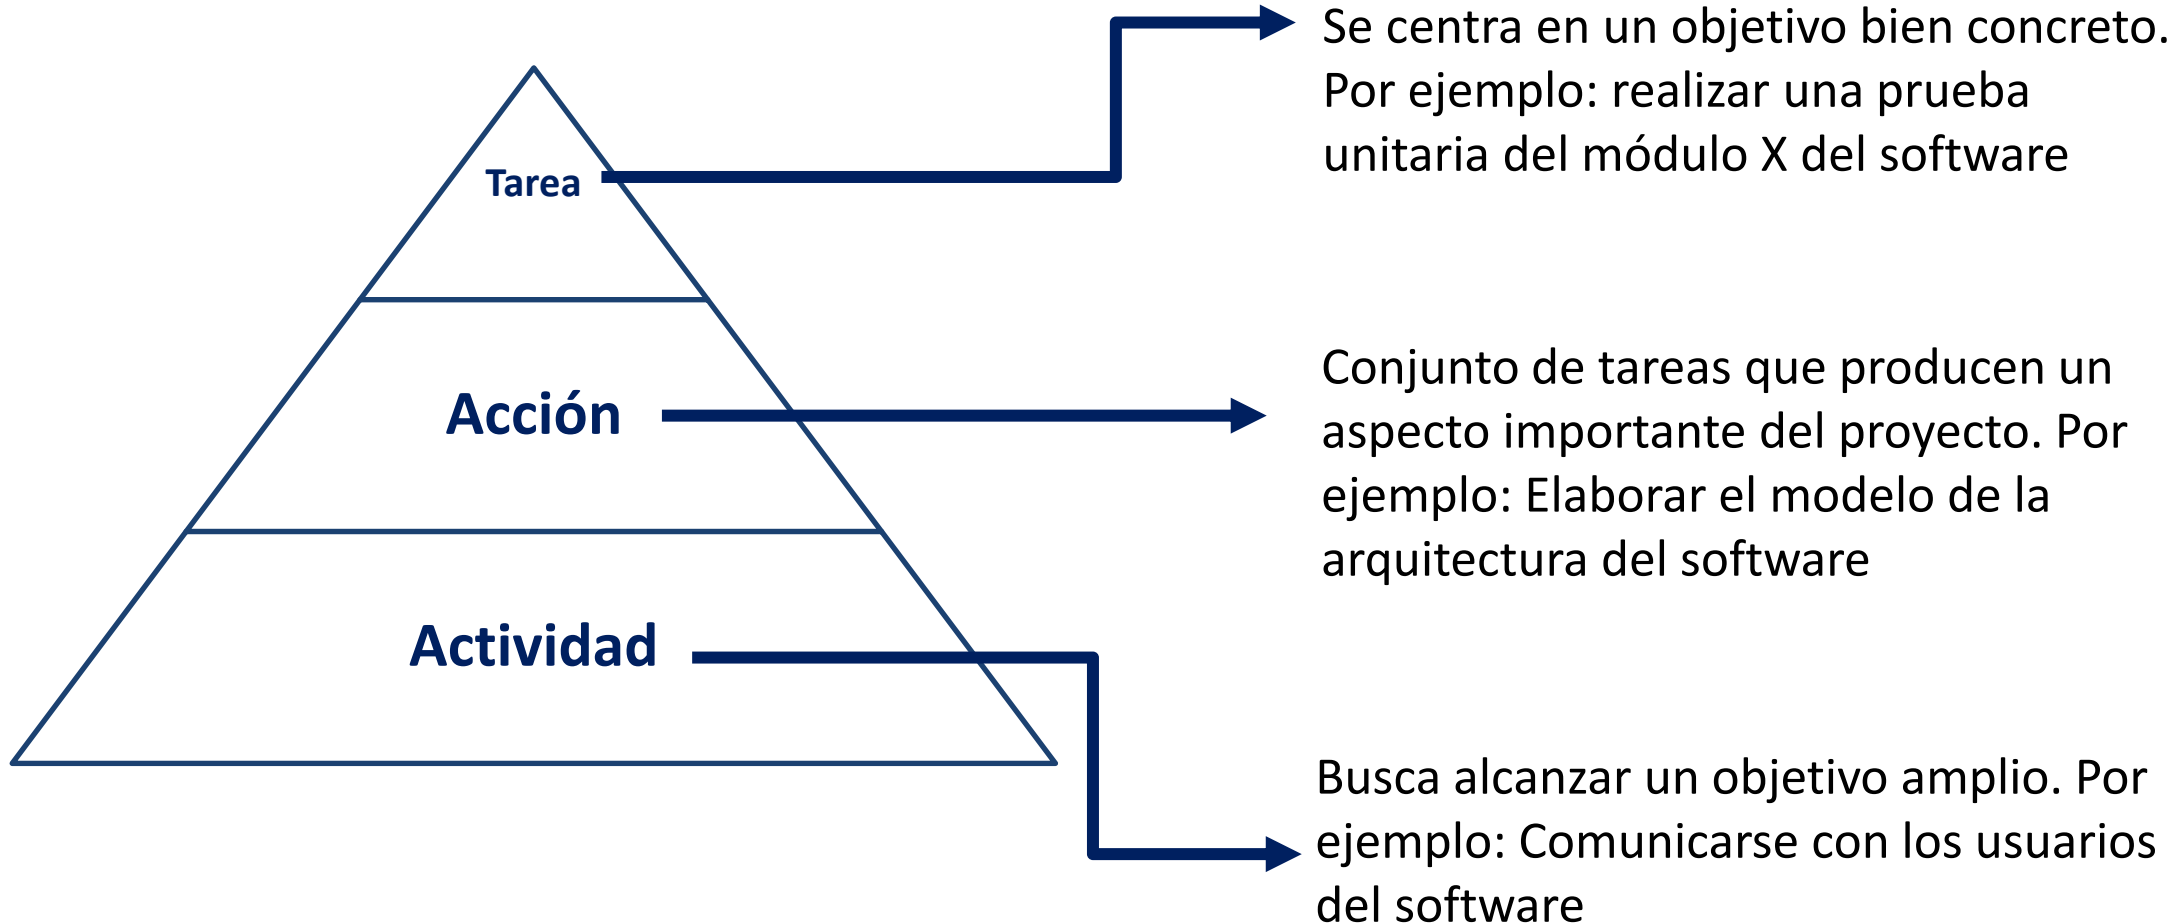 Se centra en un objetivo bien concreto.
Por ejemplo: realizar una prueba
unitaria del módulo X del software
Tarea
Conjunto de tareas que producen un
aspecto importante del proyecto. Por
ejemplo: Elaborar el modelo de la
arquitectura del software
Acción
Actividad
Busca alcanzar un objetivo amplio. Por
ejemplo: Comunicarse con los usuarios
del software